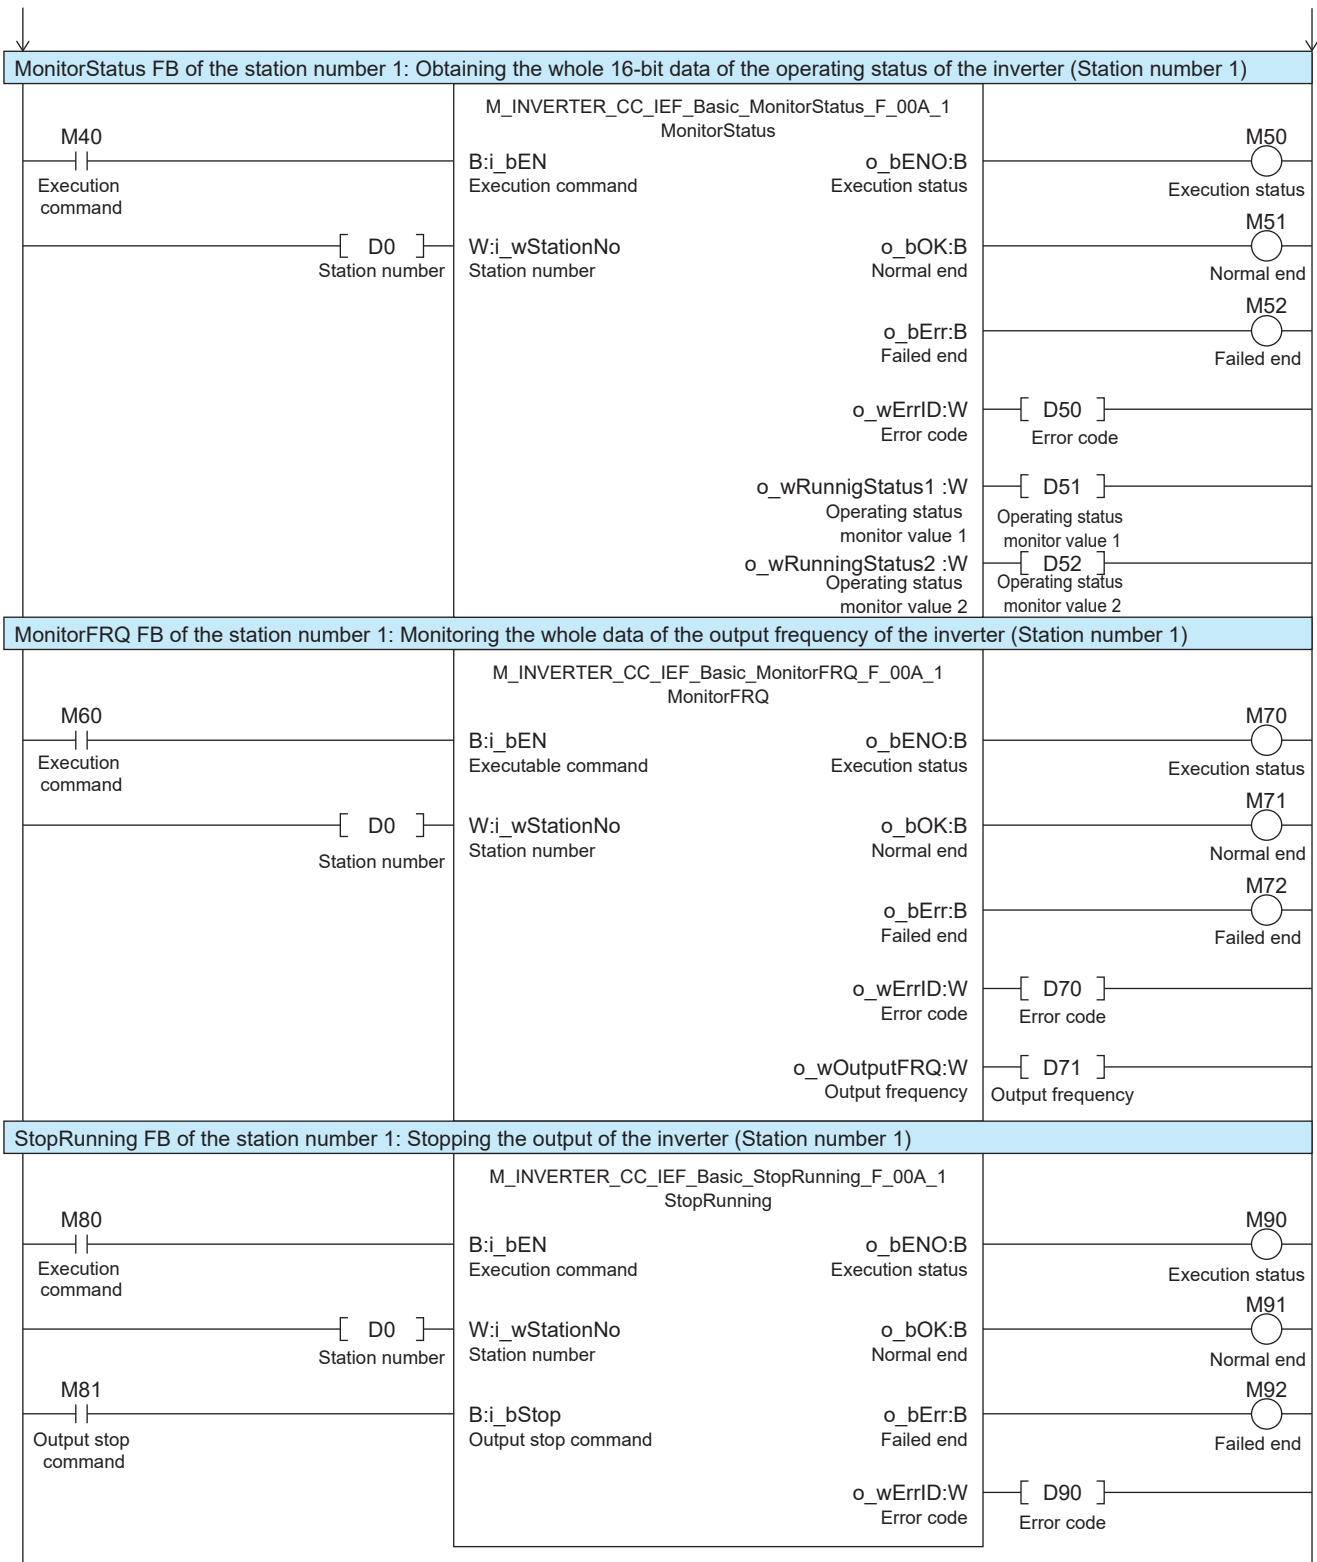 MonitorStatus FB of the station number 1: Obtaining the whole 16-bit data of the operating status of the inverter (Station number 1)
M_INVERTER_CC_IEF_Basic_MonitorStatus_F_00A_1
MonitorStatus
M40
M50
B:i_bEN
o_bENO:B
Execution
command
Execution command
Execution status
Execution status
M51
D0
W:i_wStationNo
o_bOK:B
Station number
Station number
Normal end
Normal end
M52
o_bErr:B
Failed end
Failed end
o_wErrID:W
D50
Error code
Error code
o_wRunnigStatus1 :W
D51
Operating status
monitor value 1
Operating status
monitor value 1
o_wRunningStatus2 :W
D52
Operating status
monitor value 2
Operating status
monitor value 2
MonitorFRQ FB of the station number 1: Monitoring the whole data of the output frequency of the inverter (Station number 1)
M_INVERTER_CC_IEF_Basic_MonitorFRQ_F_00A_1
MonitorFRQ
M60
M70
B:i_bEN
o_bENO:B
Execution
command
Executable command
Execution status
Execution status
M71
D0
W:i_wStationNo
o_bOK:B
Station number
Station number
Normal end
Normal end
M72
o_bErr:B
Failed end
Failed end
o_wErrID:W
D70
Error code
Error code
o_wOutputFRQ:W
D71
Output frequency
Output frequency
StopRunning FB of the station number 1: Stopping the output of the inverter (Station number 1)
M_INVERTER_CC_IEF_Basic_StopRunning_F_00A_1
StopRunning
M80
M90
B:i_bEN
o_bENO:B
Execution
command
Execution command
Execution status
Execution status
M91
D0
W:i_wStationNo
o_bOK:B
Station number
Station number
Normal end
Normal end
M81
M92
B:i_bStop
o_bErr:B
Output stop
command
Output stop command
Failed end
Failed end
o_wErrID:W
D90
Error code
Error code